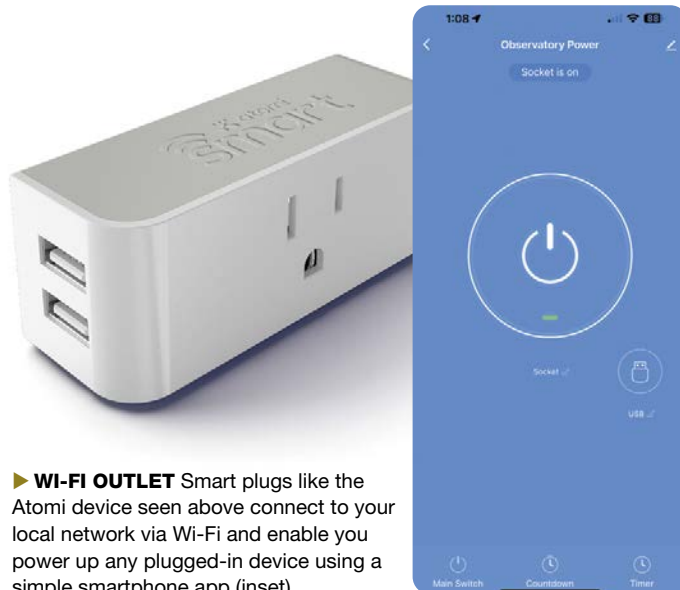 atomi
smart
1:08
88
Observatory Power
Socket is on
Socket
USB
Main Switch
Countdown
Timer
▶ WI-FI OUTLET Smart plugs like the
Atomi device seen above connect to your
local network via Wi-Fi and enable you
power up any plugged-in device using a
simple smartphone app (inset)